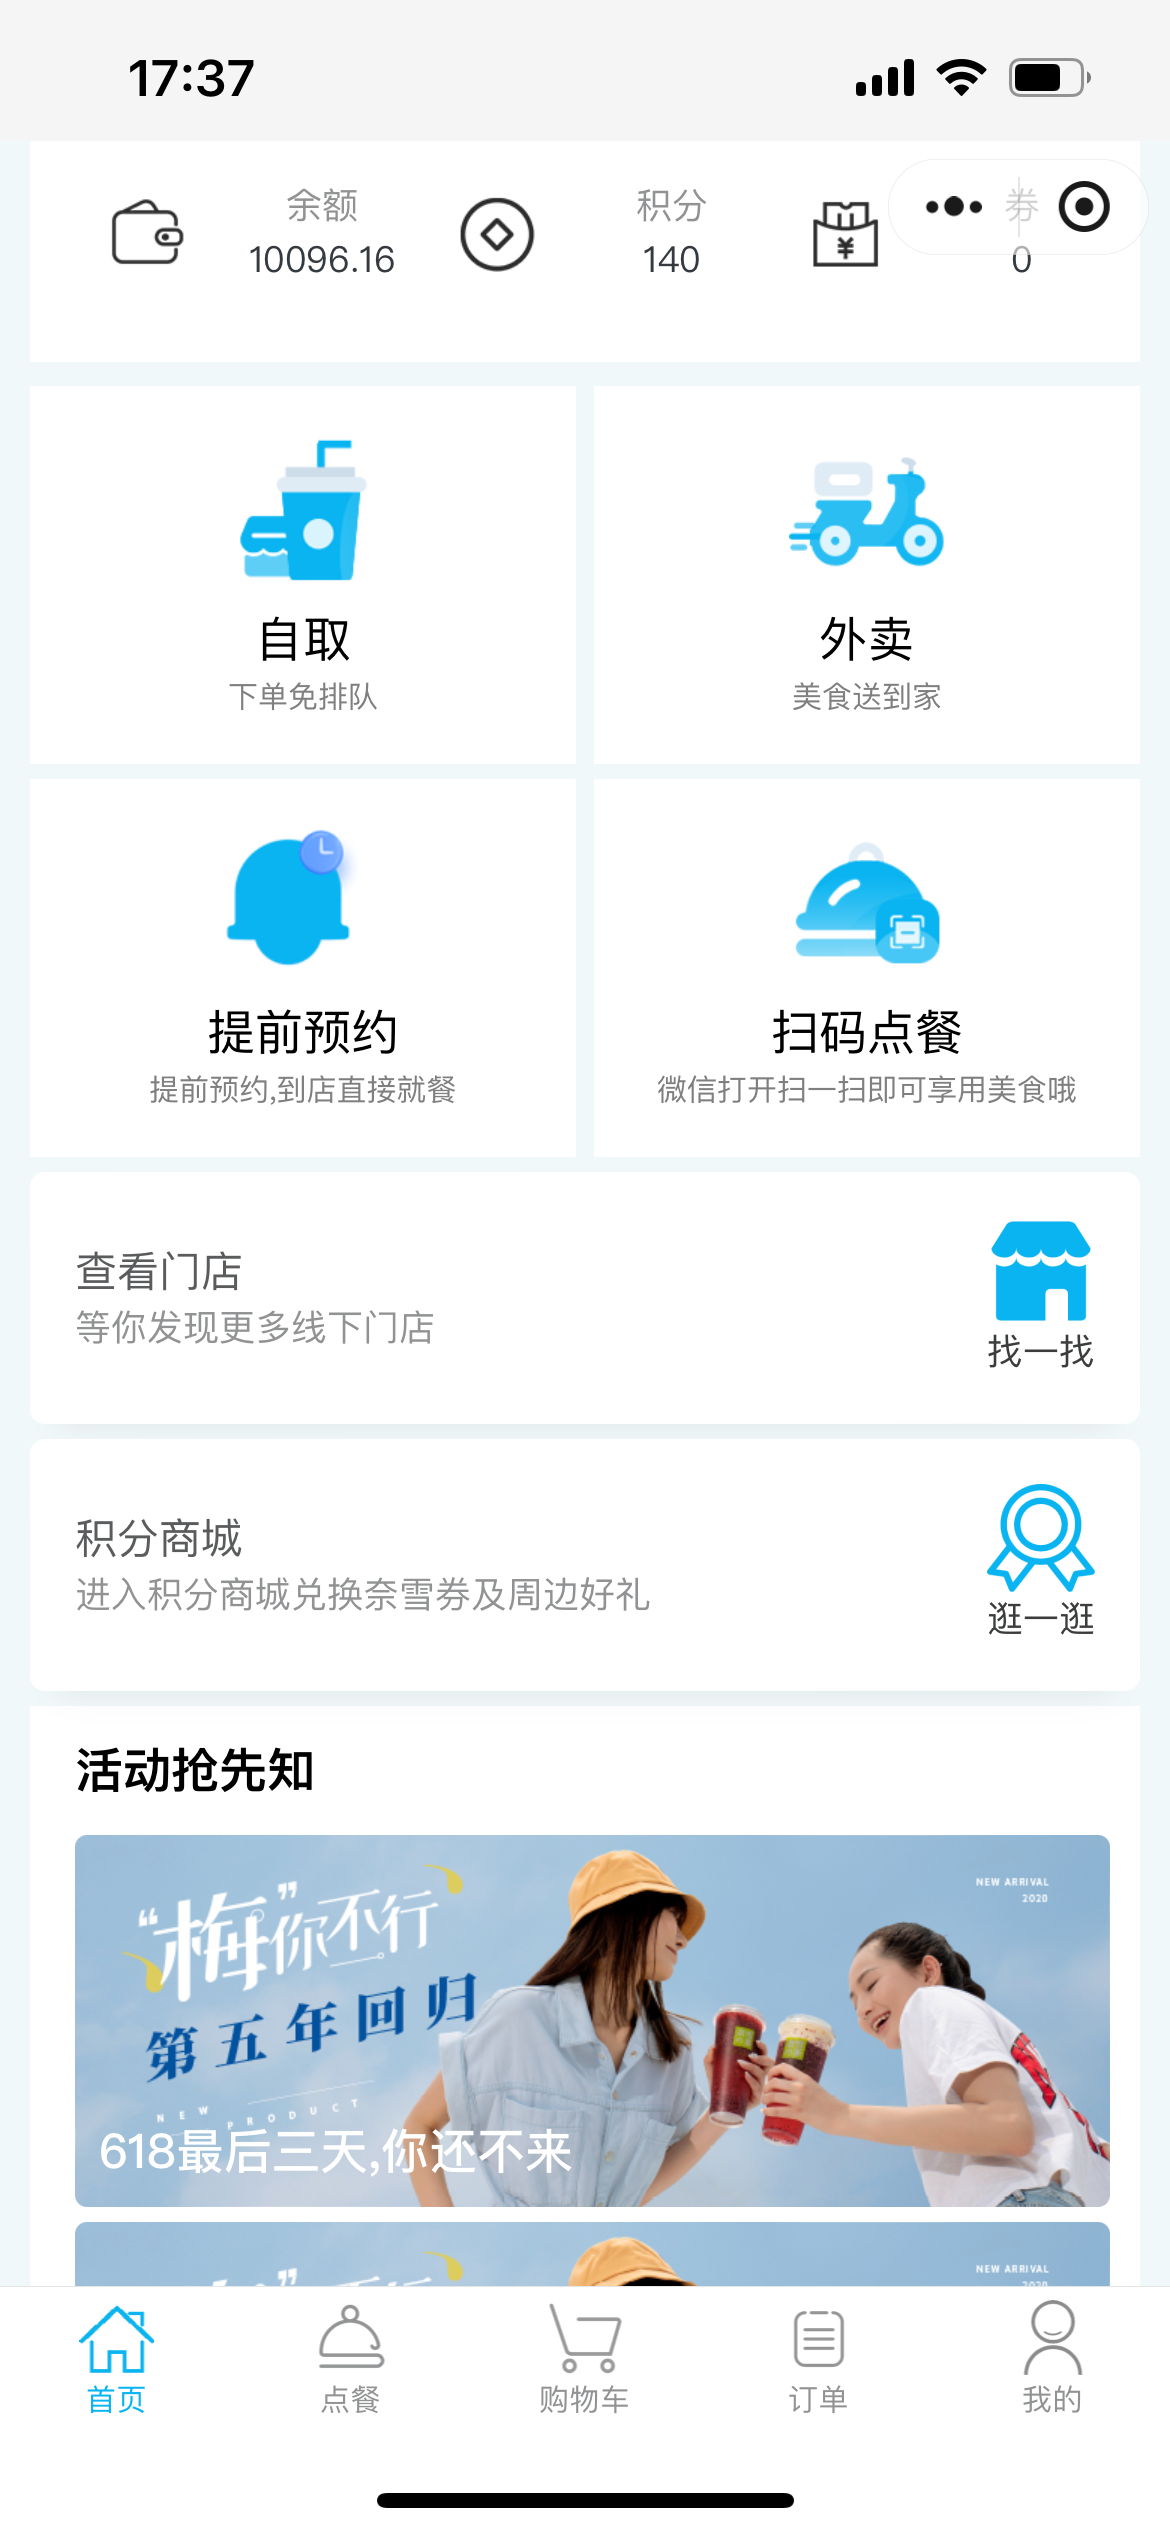 17:37
余额
10096.16
积分
140
券
0
自取
下单免排队
外卖
美食送到家
提前预约
提前预约,到店直接就餐
扫码点餐
微信打开扫一扫即可享用美食哦
查看门店
等你发现更多线下门店
找一找
积分商城
进入积分商城兑换奈雪券及周边好礼
逛一逛
活动抢先知
“梅”你不行
第五年回归
NEW PRODUCT
NEW ARRIVAL
2020
618最后三天,你还不来
NEW ARRIVAL
首页
点餐
购物车
订单
我的